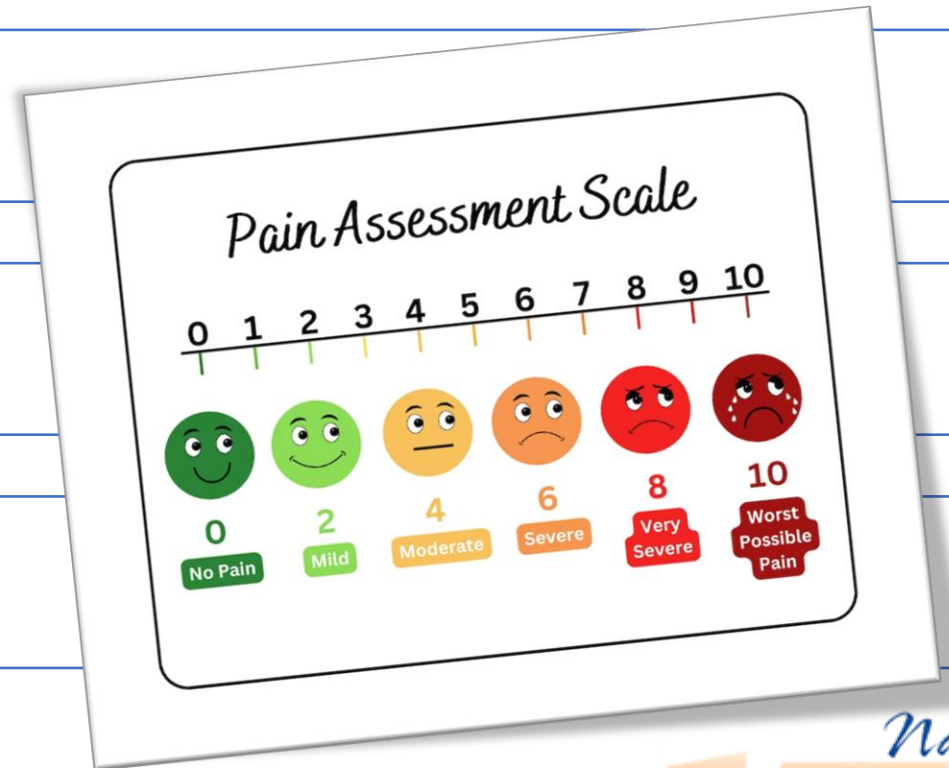 Pain Assessment Scale
0 1 2 3 4 5 6 7 8 9 10
0 2 4 6 8 10
No Pain Mild Moderate Severe Very Severe Worst Possible Pain